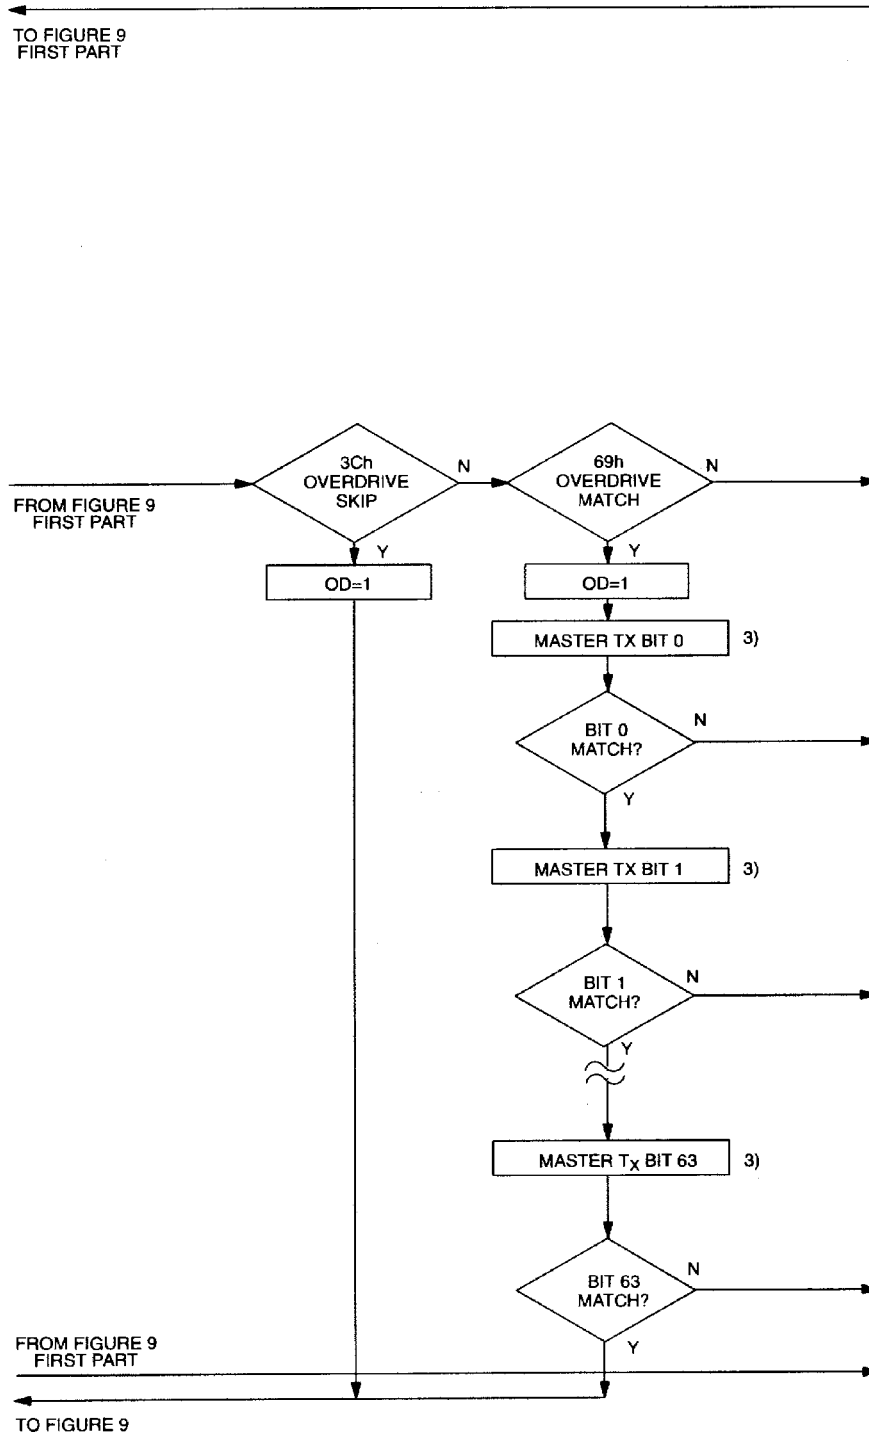 TO FIGURE 9
FIRST PART
3Ch
OVERDRIVE
SKIP
N
69h
OVERDRIVE
MATCH
N
FROM FIGURE 9
FIRST PART
Y
Y
OD=1
OD=1
MASTER TX BIT 0
3)
BIT 0
MATCH?
N
Y
MASTER TX BIT 1
3)
BIT 1
MATCH?
N
Y
MASTER TX BIT 63
3)
BIT 63
MATCH?
N
Y
FROM FIGURE 9
FIRST PART
TO FIGURE 9